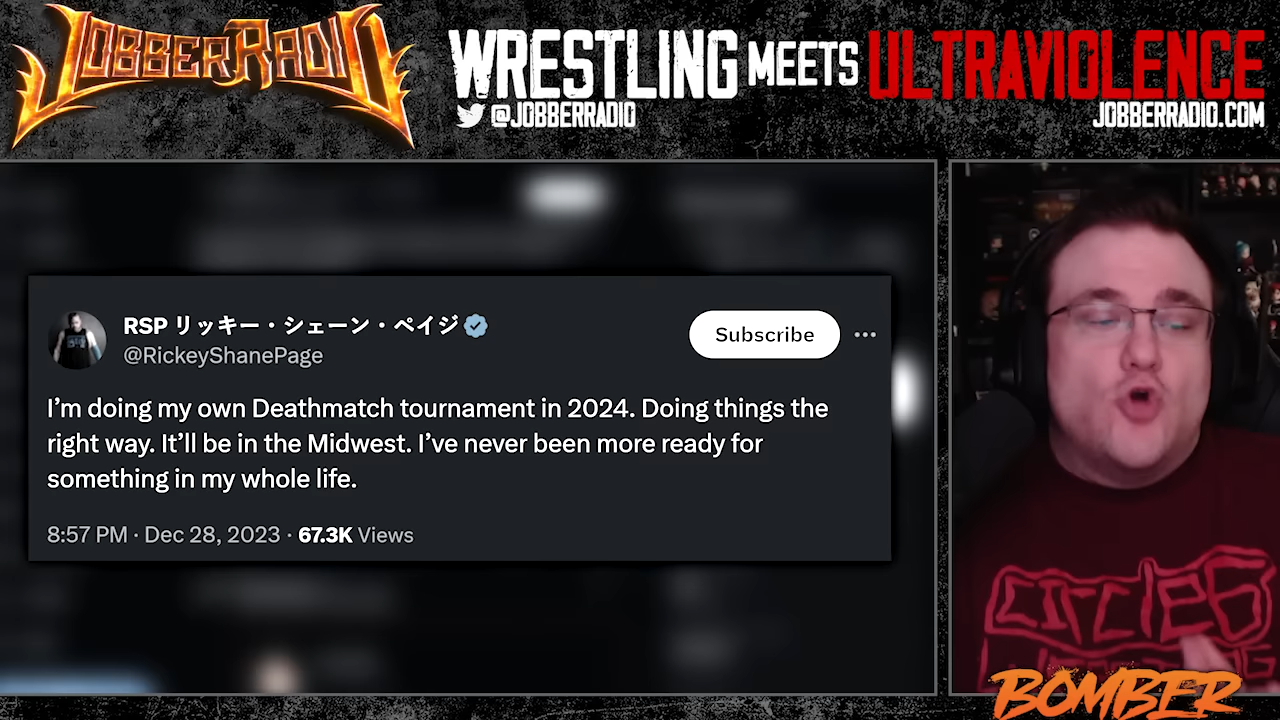 JOBBERRADIO
WRESTLING MEETS ULTRAVIOLENCE
@JOBBERRADIO
JOBBERRADIO.COM
RSP リッキー・シェーン・ペイジ
@RickeyShanePage
Subscribe
I’m doing my own Deathmatch tournament in 2024. Doing things the
right way. It’ll be in the Midwest. I’ve never been more ready for
something in my whole life.
8:57 PM · Dec 28, 2023 · 67.3K Views
CIRCLE6
BOMBER